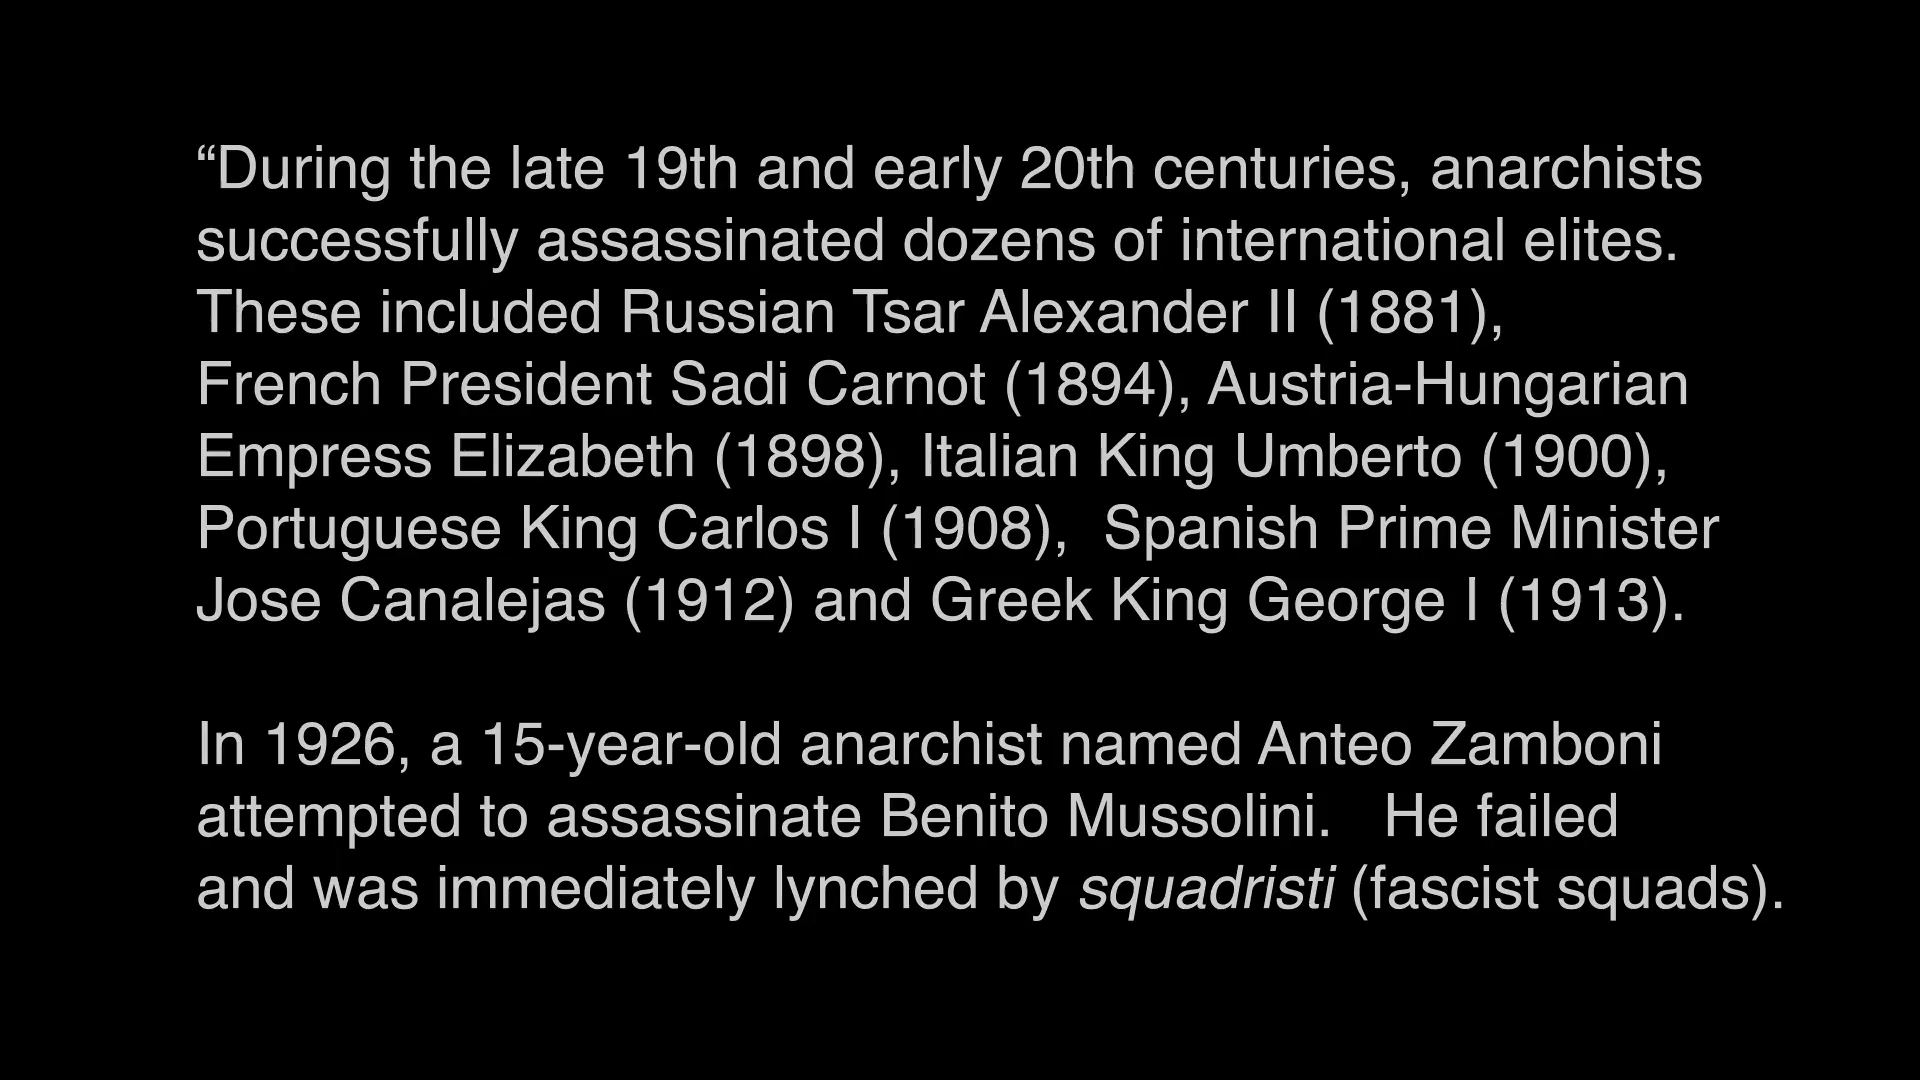 “During the late 19th and early 20th centuries, anarchists
successfully assassinated dozens of international elites.
These included Russian Tsar Alexander II (1881),
French President Sadi Carnot (1894), Austria-Hungarian
Empress Elizabeth (1898), Italian King Umberto (1900),
Portuguese King Carlos I (1908),  Spanish Prime Minister
Jose Canalejas (1912) and Greek King George I (1913).
In 1926, a 15-year-old anarchist named Anteo Zamboni
attempted to assassinate Benito Mussolini.   He failed
and was immediately lynched by squadristi (fascist squads).